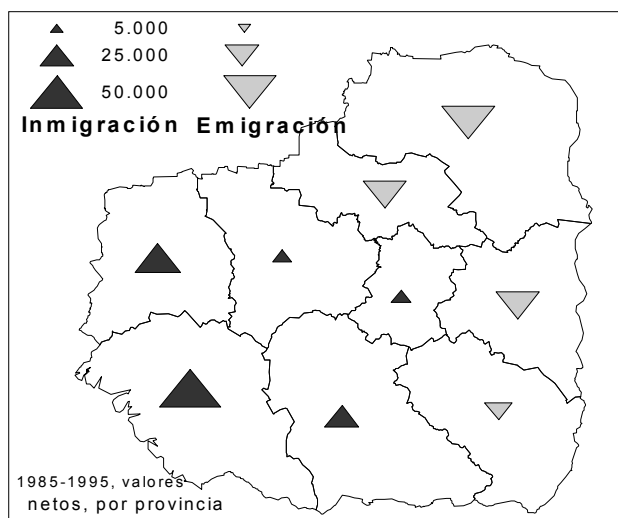 5.000
25.000
50.000
Inmigración Emigración
1985-1995, valores
netos, por provincia